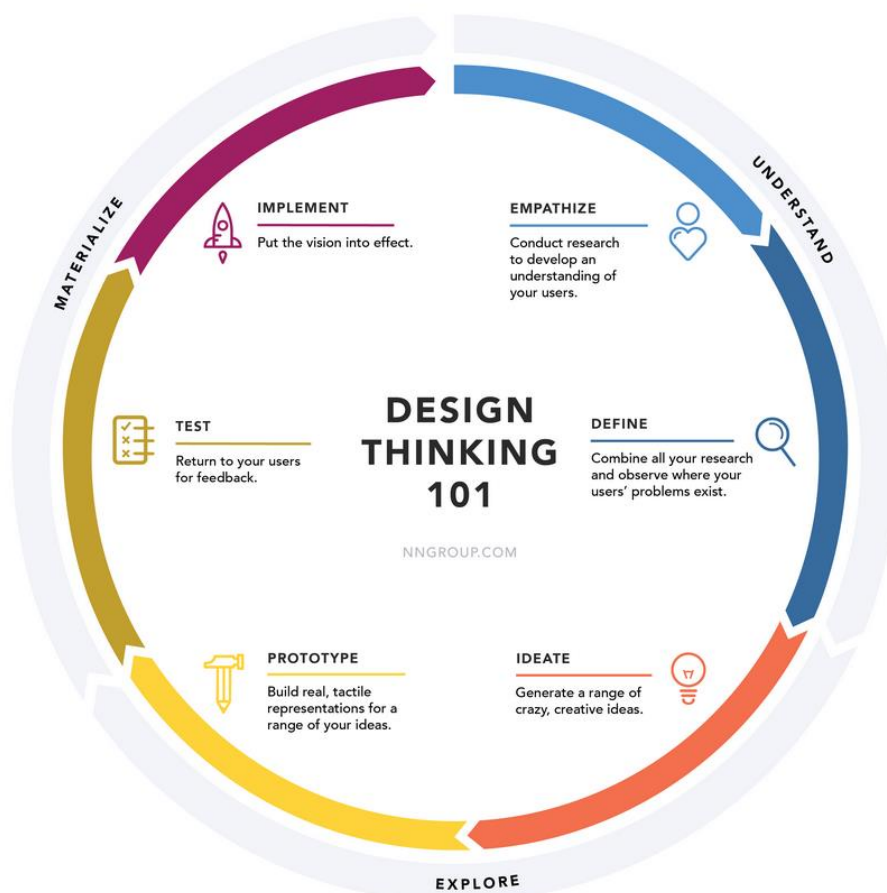 DESIGN
THINKING
101
NNGROUP.COM
UNDERSTAND
EMPATHIZE
Conduct research
to develop an
understanding of
your users.
DEFINE
Combine all your research
and observe where your
users’ problems exist.
EXPLORE
IDEATE
Generate a range of
crazy, creative ideas.
PROTOTYPE
Build real, tactile
representations for a
range of your ideas.
MATERIALIZE
TEST
Return to your users
for feedback.
IMPLEMENT
Put the vision into effect.